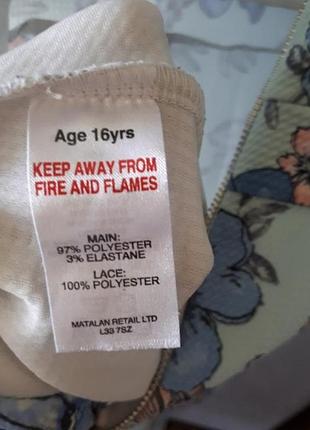 Age 16yrs
KEEP AWAY FROM
FIRE AND FLAMES
MAIN:
97% POLYESTER
3% ELASTANE
LACE:
100% POLYESTER
MATALAN RETAIL LTD
L33 7SZ